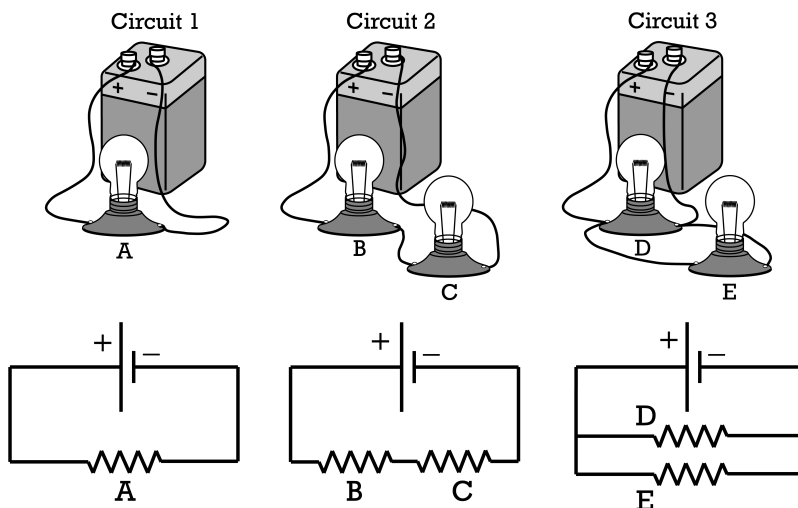 Circuit 1
Circuit 2
Circuit 3
+ −
+ −
+ −
A
B
C
D
E
+ −
+ −
+ −
A
B C
D
E